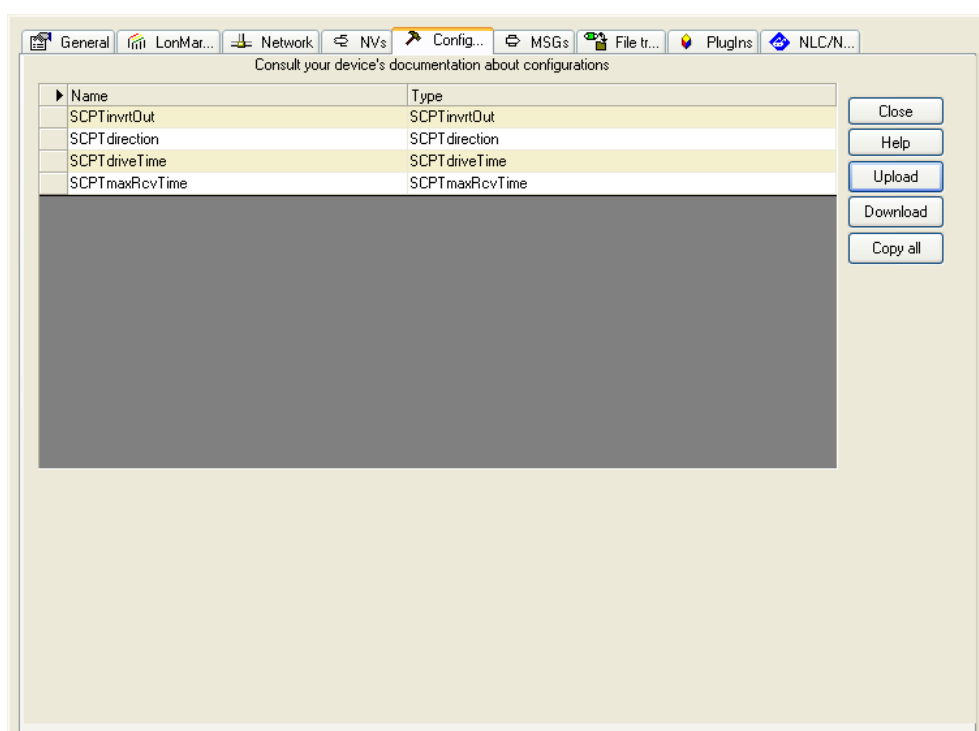 General LonMar... Network NVs Config... MSGs File tr... PlugIns NLC/N...
Consult your device's documentation about configurations
Name Type
SCPTinvrtOut SCPTinvrtOut
SCPTdirection SCPTdirection
SCPTdriveTime SCPTdriveTime
SCPTmaxRcvTime SCPTmaxRcvTime
Close
Help
Upload
Download
Copy all